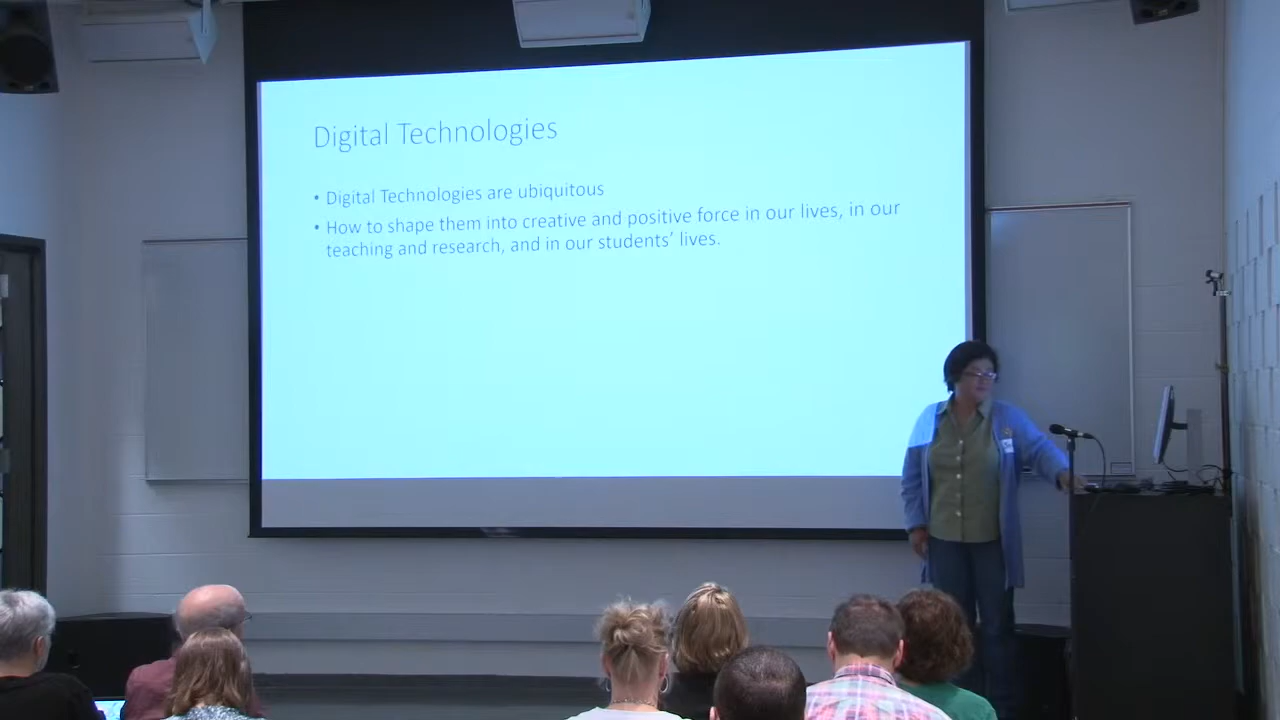 Digital Technologies
• Digital Technologies are ubiquitous
• How to shape them into creative and positive force in our lives, in our
teaching and research, and in our students’ lives.